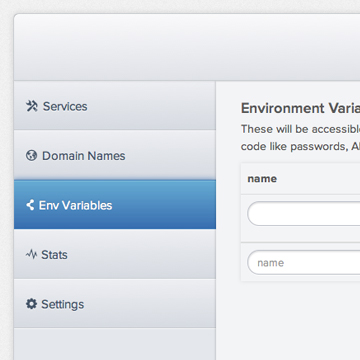 Services
Domain Names
Env Variables
Stats
Settings
Environment Varia
These will be accessibl
code like passwords, A
name
name